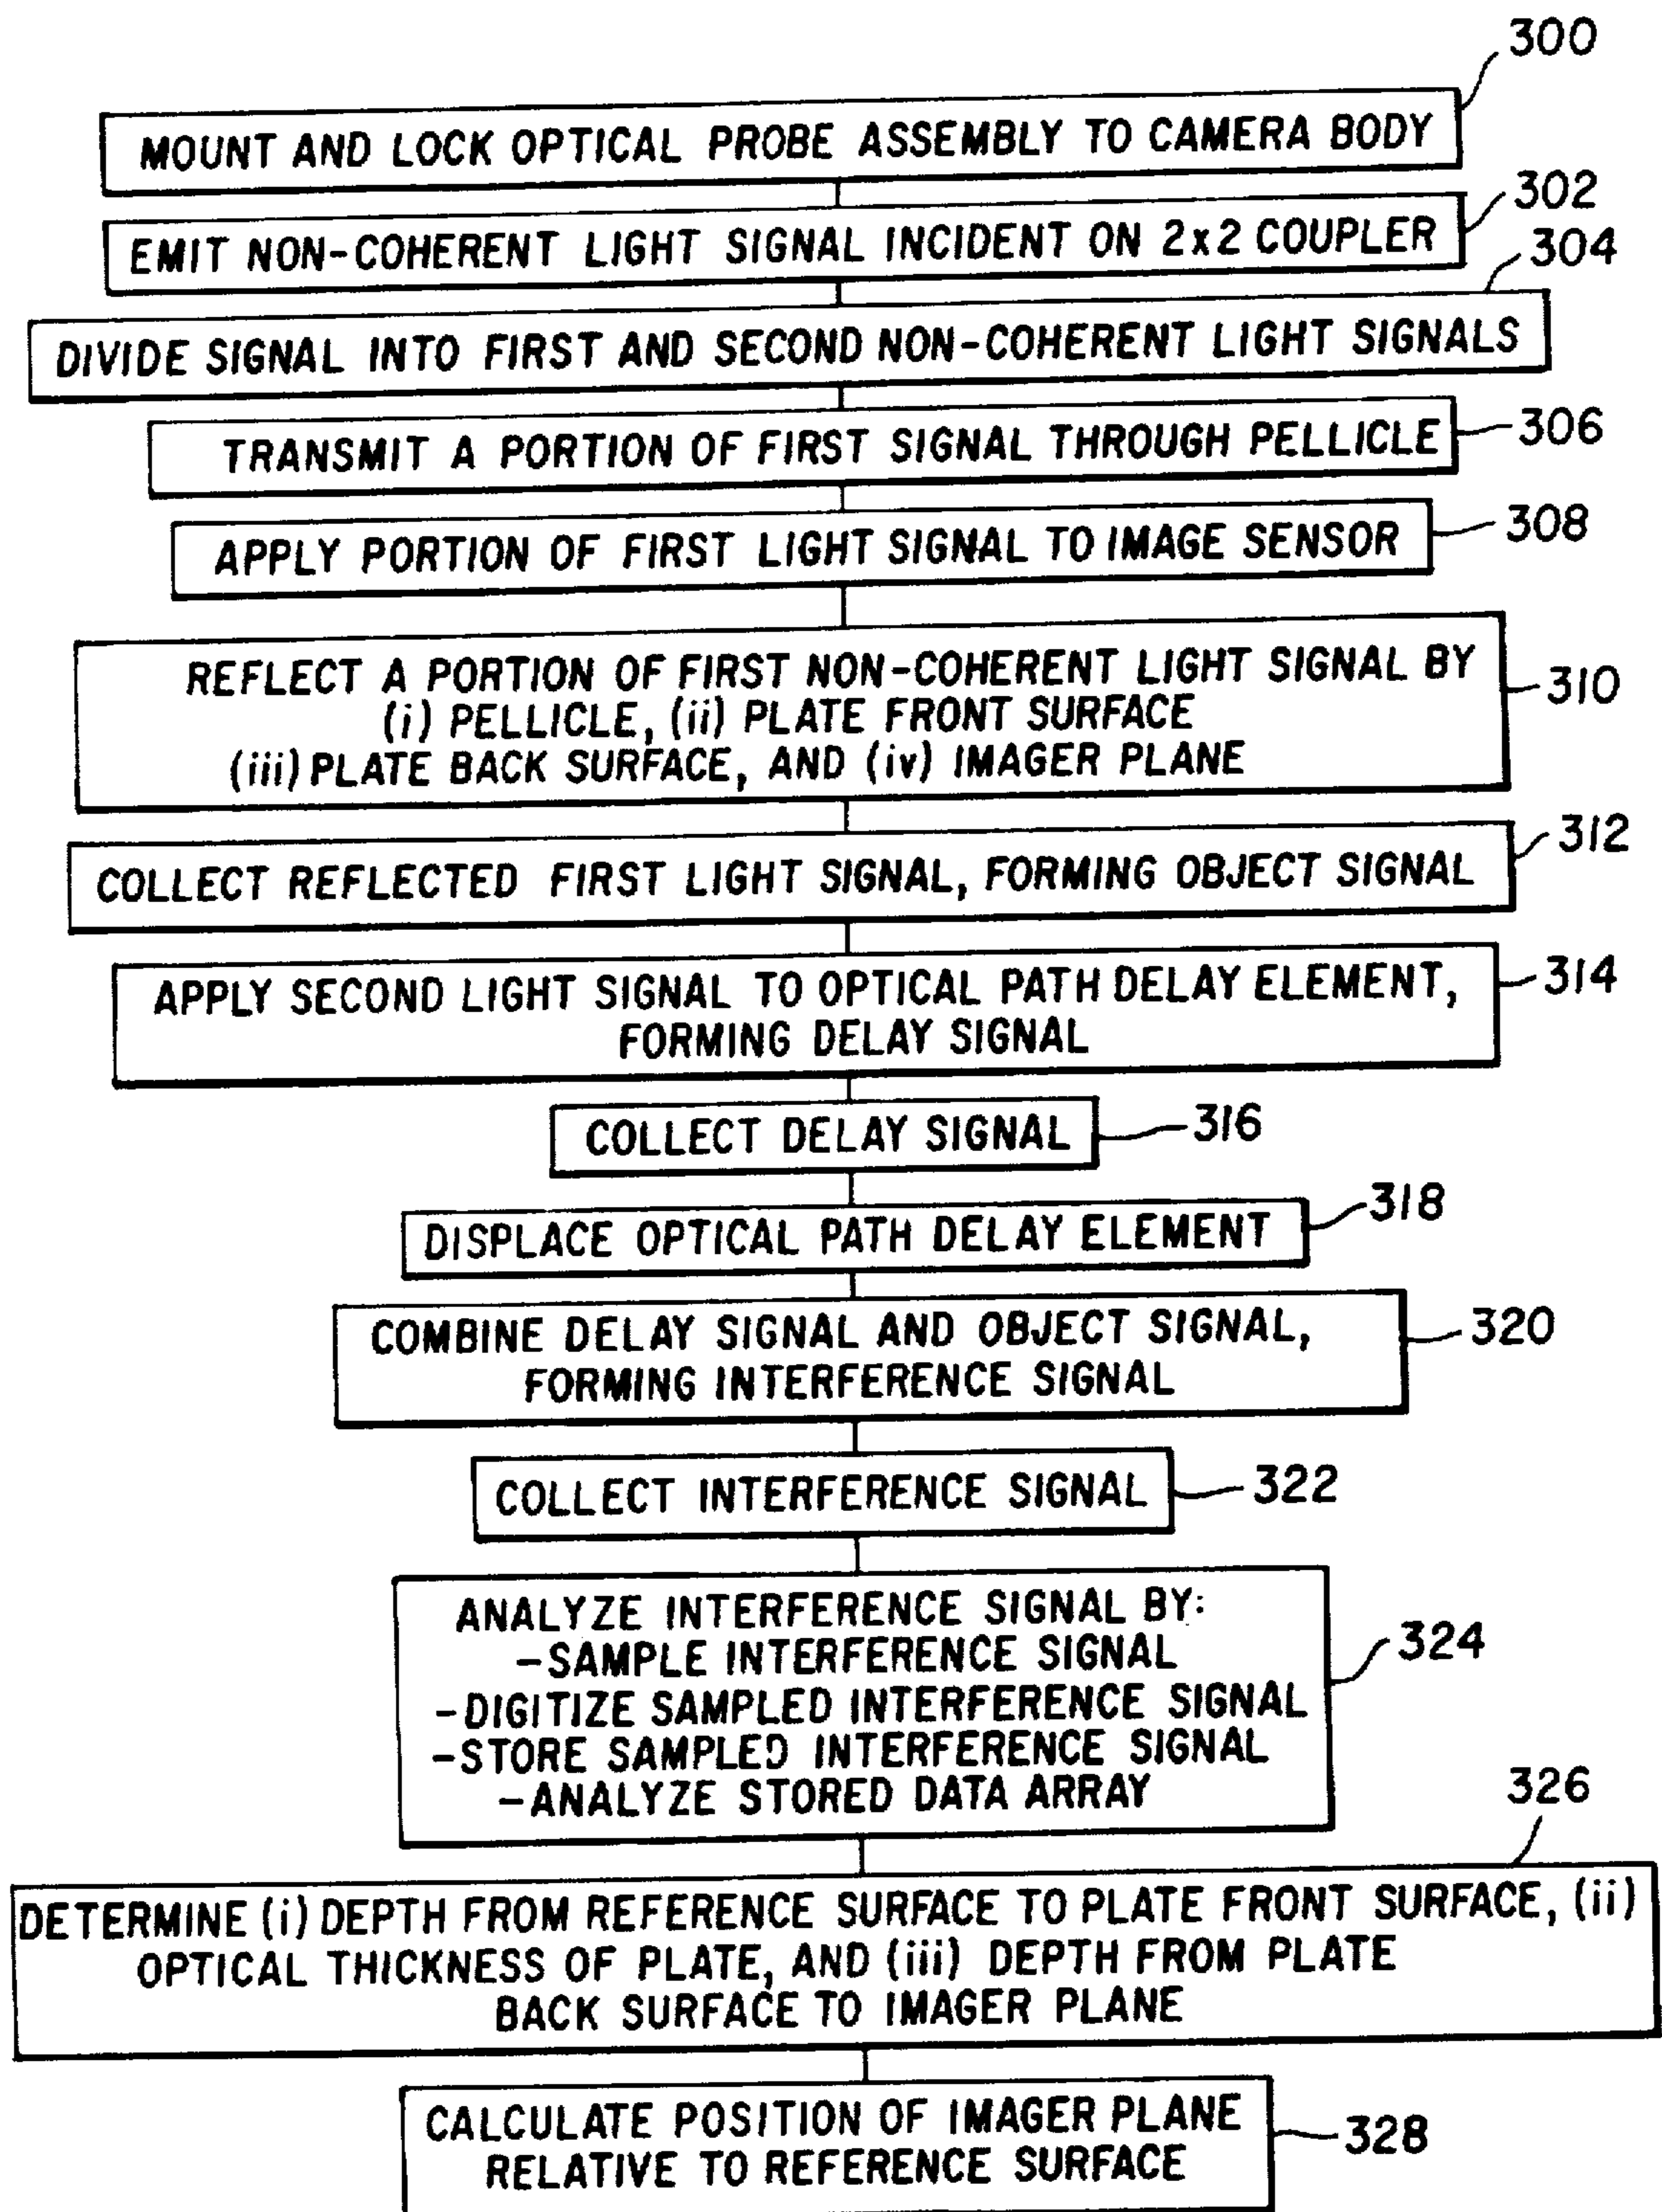 300
MOUNT AND LOCK OPTICAL PROBE ASSEMBLY TO CAMERA BODY
302
EMIT NON-COHERENT LIGHT SIGNAL INCIDENT ON 2x2 COUPLER
304
DIVIDE SIGNAL INTO FIRST AND SECOND NON-COHERENT LIGHT SIGNALS
TRANSMIT A PORTION OF FIRST SIGNAL THROUGH PELLICLE
306
APPLY PORTION OF FIRST LIGHT SIGNAL TO IMAGE SENSOR
308
REFLECT A PORTION OF FIRST NON-COHERENT LIGHT SIGNAL BY
(i) PELLICLE, (ii) PLATE FRONT SURFACE
(iii) PLATE BACK SURFACE, AND (iv) IMAGER PLANE
310
COLLECT REFLECTED FIRST LIGHT SIGNAL, FORMING OBJECT SIGNAL
312
APPLY SECOND LIGHT SIGNAL TO OPTICAL PATH DELAY ELEMENT,
FORMING DELAY SIGNAL
314
COLLECT DELAY SIGNAL
316
DISPLACE OPTICAL PATH DELAY ELEMENT
318
COMBINE DELAY SIGNAL AND OBJECT SIGNAL,
FORMING INTERFERENCE SIGNAL
320
COLLECT INTERFERENCE SIGNAL
322
ANALYZE INTERFERENCE SIGNAL BY:
-SAMPLE INTERFERENCE SIGNAL
-DIGITIZE SAMPLED INTERFERENCE SIGNAL
-STORE SAMPLED INTERFERENCE SIGNAL
-ANALYZE STORED DATA ARRAY
324
326
DETERMINE (i) DEPTH FROM REFERENCE SURFACE TO PLATE FRONT SURFACE, (ii)
OPTICAL THICKNESS OF PLATE, AND (iii) DEPTH FROM PLATE
BACK SURFACE TO IMAGER PLANE
CALCULATE POSITION OF IMAGER PLANE
RELATIVE TO REFERENCE SURFACE
328